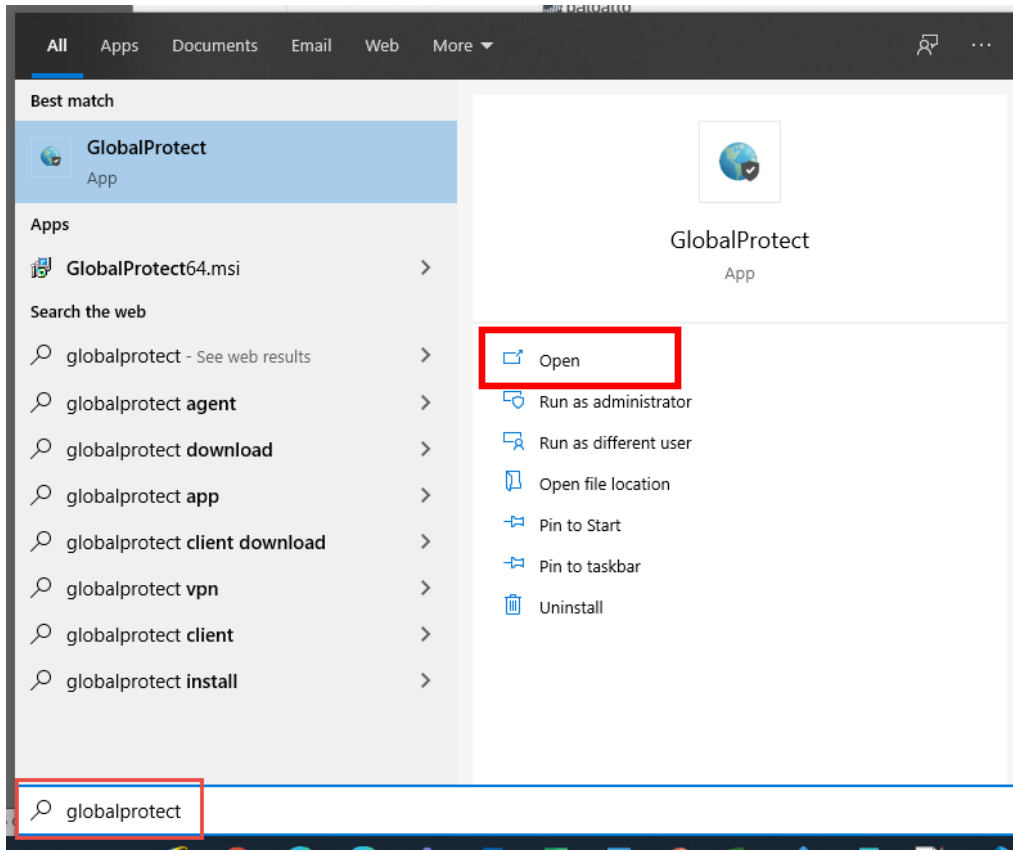 All Apps Documents Email Web More
Best match
GlobalProtect
App
Apps
GlobalProtect64.msi
Search the web
globalprotect - See web results
globalprotect agent
globalprotect download
globalprotect app
globalprotect client download
globalprotect vpn
globalprotect client
globalprotect install
globalprotect
GlobalProtect
App
Open
Run as administrator
Run as different user
Open file location
Pin to Start
Pin to taskbar
Uninstall